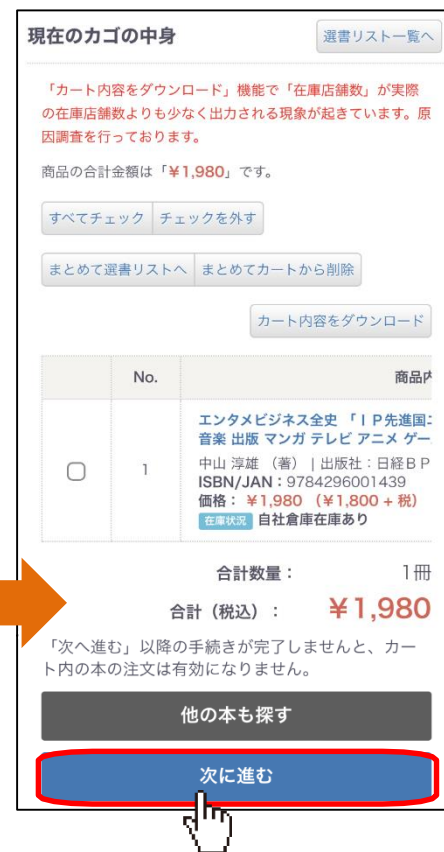 現在のカゴの中身
選書リスト一覧へ
「カート内容をダウンロード」機能で「在庫店舗数」が実際
の在庫店舗数よりも少なく出力される現象が起きています。原
因調査を行っております。
商品の合計金額は「¥1,980」です。
すべてチェック チェックを外す
まとめて選書リストへ まとめてカートから削除
カート内容をダウンロード
No. 商品内
エンタメビジネス全史 「IP先進国ニ
音楽 出版 マンガ テレビ アニメ ゲー
1 中山 淳雄 (著) | 出版社:日経BP
ISBN/JAN:9784296001439
価格: ¥1,980 (¥1,800 + 税)
在庫状況 自社倉庫在庫あり
合計数量: 1冊
合計(税込): ¥1,980
「次へ進む」以降の手続きが完了しませんと、カー
ト内の本の注文は有効になりません。
他の本も探す
次に進む